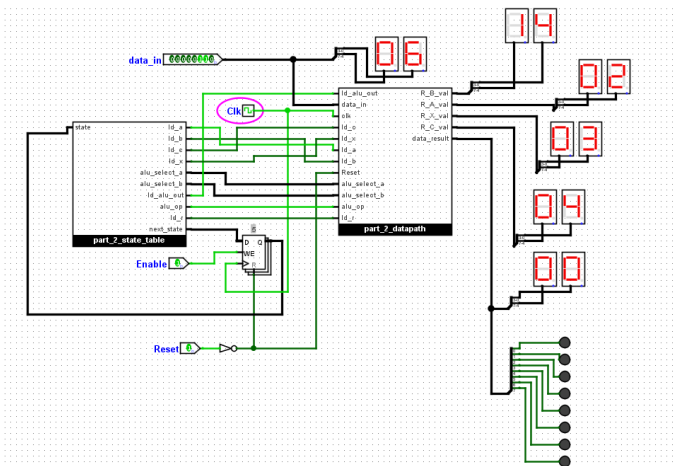 14
data_in
06
02
ld_alu_out R_B_val
data_in R_A_val
Clk
clk R_X_val
state ld_a
ld_c R_C_val
ld_b
ld_x data_result
03
ld_c
ld_a
ld_x
ld_b
alu_select_a
Reset
alu_select_b
alu_select_a
ld_alu_out
alu_select_b
04
alu_op
alu_op
ld_r
ld_r
next_state
part_2_datapath
part_2_state_table
D Q
WE
R
Enable
00
Reset